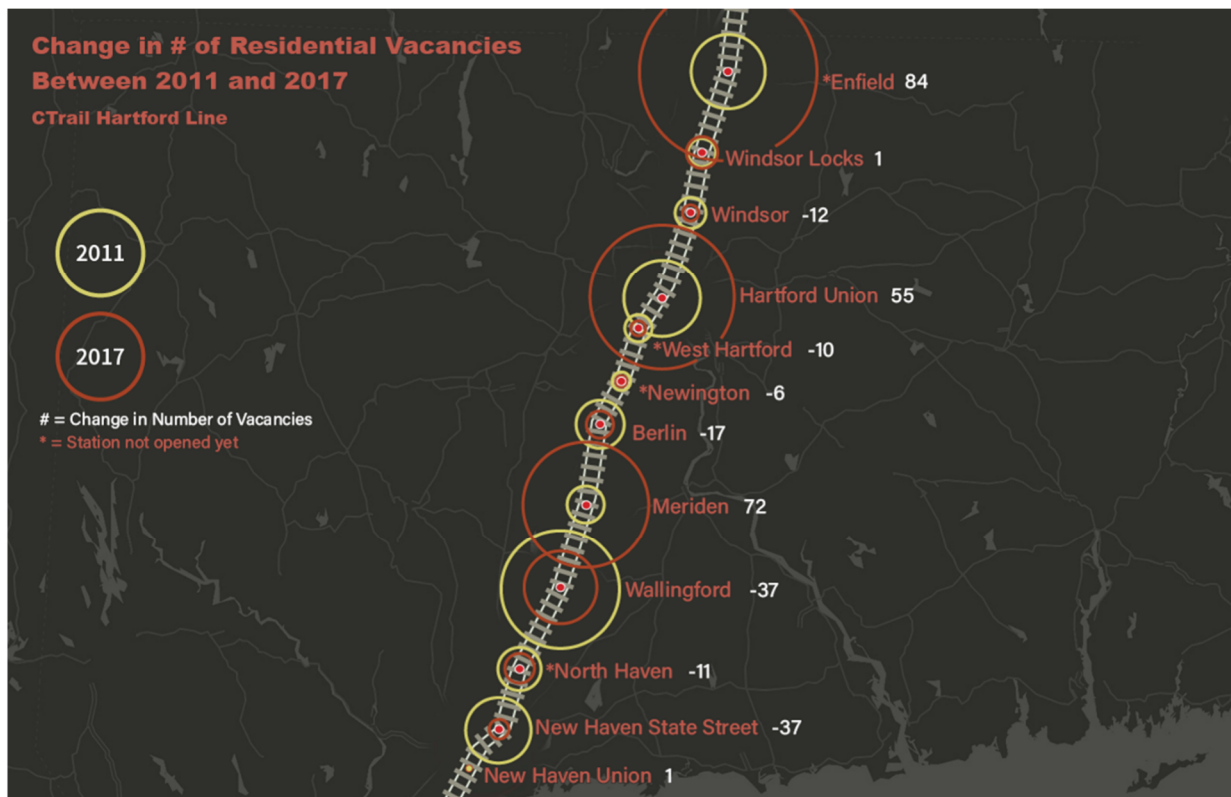 Change in # of Residential Vacancies
Between 2011 and 2017
CTrail Hartford Line
*Enfield 84
Windsor Locks 1
Windsor -12
2011
Hartford Union 55
2017
*West Hartford -10
*Newington -6
# = Change in Number of Vacancies
* = Station not opened yet
Berlin -17
Meriden 72
Wallingford -37
*North Haven -11
New Haven State Street -37
New Haven Union 1